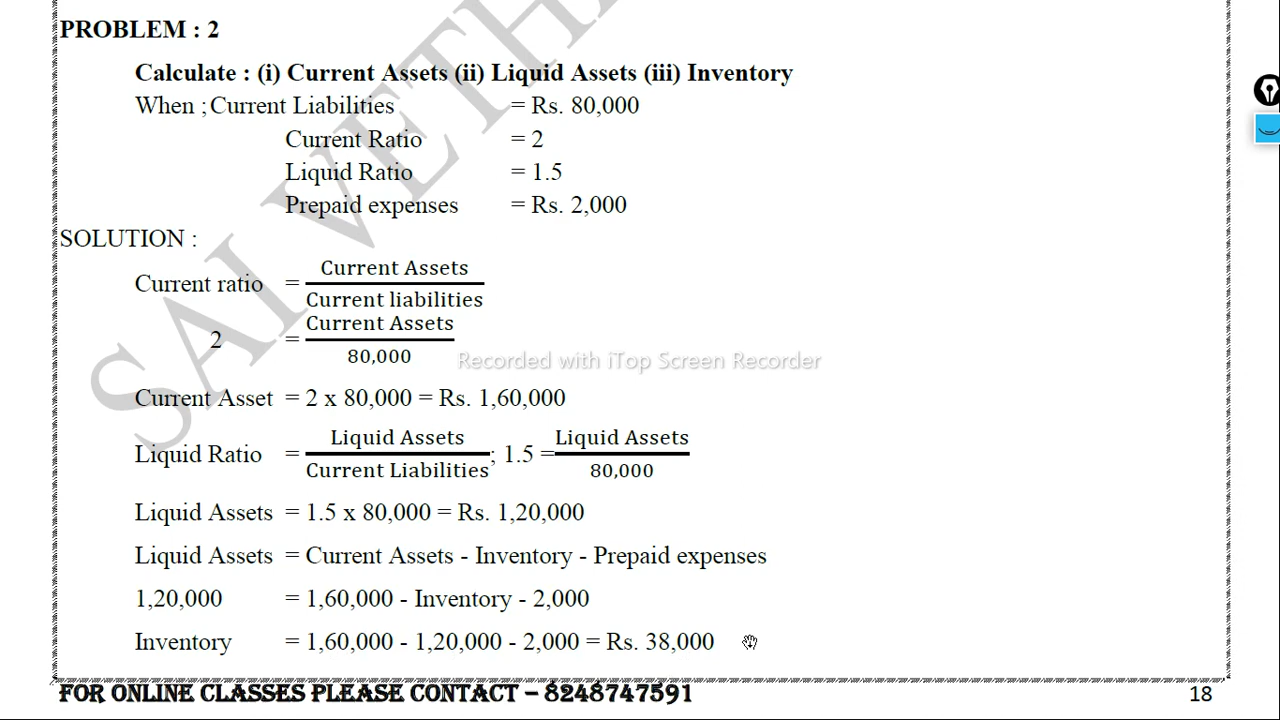 PROBLEM : 2
Calculate : (i) Current Assets (ii) Liquid Assets (iii) Inventory
When ; Current Liabilities = Rs. 80,000
Current Ratio = 2
Liquid Ratio = 1.5
Prepaid expenses = Rs. 2,000
SOLUTION :
Current ratio = Current Assets
Current liabilities
2 = Current Assets
80,000
Recorded with iTop Screen Recorder
Current Asset = 2 x 80,000 = Rs. 1,60,000
Liquid Ratio = Liquid Assets ; 1.5 = Liquid Assets
Current Liabilities 80,000
Liquid Assets = 1.5 x 80,000 = Rs. 1,20,000
Liquid Assets = Current Assets - Inventory - Prepaid expenses
1,20,000 = 1,60,000 - Inventory - 2,000
Inventory = 1,60,000 - 1,20,000 - 2,000 = Rs. 38,000
SAI VETH
FOR ONLINE CLASSES PLEASE CONTACT – 8248747591
18